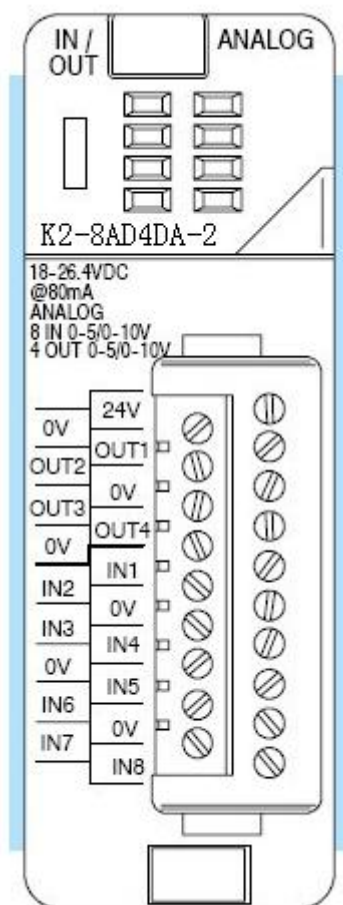 IN / OUT
ANALOG
K2-8AD4DA-2
18-26.4VDC
@80mA
ANALOG
8 IN 0-5/0-10V
4 OUT 0-5/0-10V
24V
0V
OUT1
OUT2
0V
OUT3
OUT4
0V
IN1
IN2
0V
IN3
IN4
0V
IN5
IN6
0V
IN7
IN8